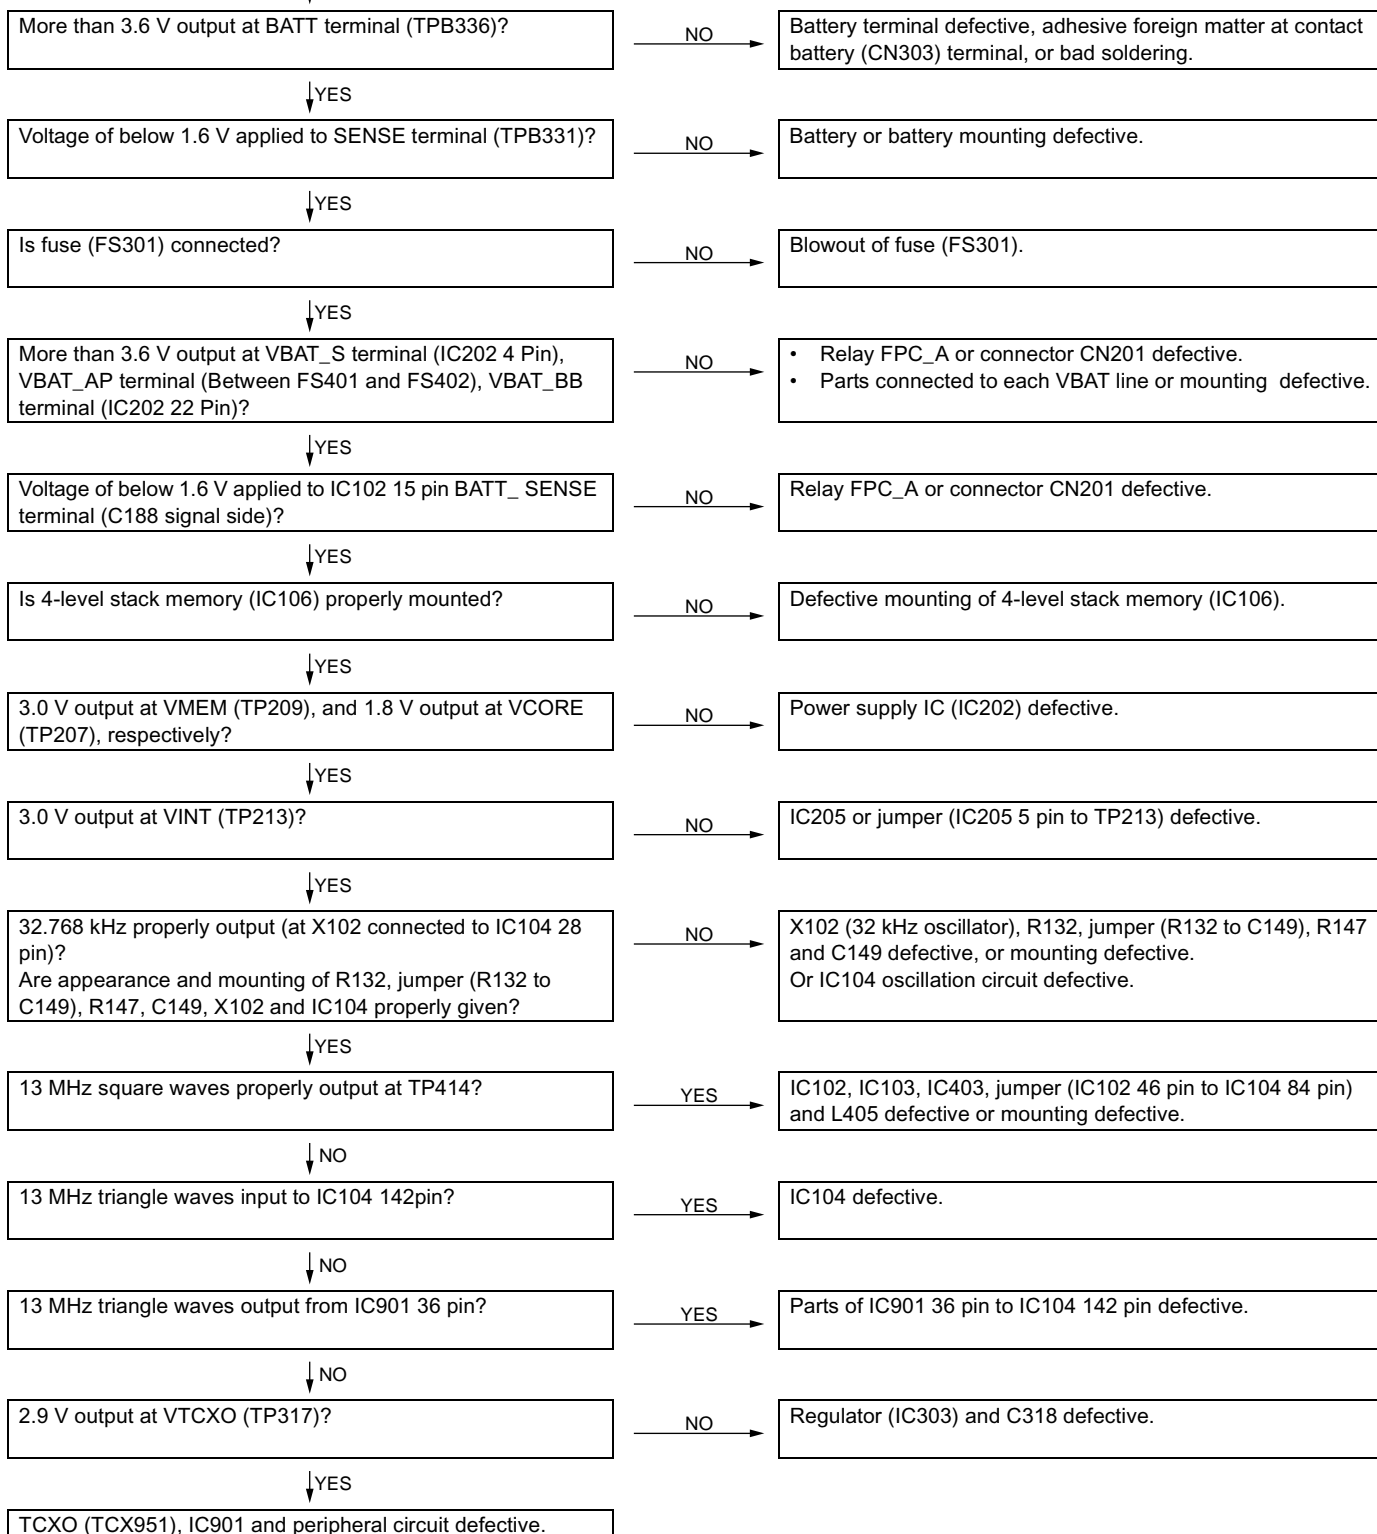 More than 3.6 V output at BATT terminal (TPB336)?
NO
Battery terminal defective, adhesive foreign matter at contact
battery (CN303) terminal, or bad soldering.
YES
Voltage of below 1.6 V applied to SENSE terminal (TPB331)?
NO
Battery or battery mounting defective.
YES
Is fuse (FS301) connected?
NO
Blowout of fuse (FS301).
YES
More than 3.6 V output at VBAT_S terminal (IC202 4 Pin),
VBAT_AP terminal (Between FS401 and FS402), VBAT_BB
terminal (IC202 22 Pin)?
NO
• Relay FPC_A or connector CN201 defective.
• Parts connected to each VBAT line or mounting defective.
YES
Voltage of below 1.6 V applied to IC102 15 pin BATT_ SENSE
terminal (C188 signal side)?
NO
Relay FPC_A or connector CN201 defective.
YES
Is 4-level stack memory (IC106) properly mounted?
NO
Defective mounting of 4-level stack memory (IC106).
YES
3.0 V output at VMEM (TP209), and 1.8 V output at VCORE
(TP207), respectively?
NO
Power supply IC (IC202) defective.
YES
3.0 V output at VINT (TP213)?
NO
IC205 or jumper (IC205 5 pin to TP213) defective.
YES
32.768 kHz properly output (at X102 connected to IC104 28
pin)?
Are appearance and mounting of R132, jumper (R132 to
C149), R147, C149, X102 and IC104 properly given?
NO
X102 (32 kHz oscillator), R132, jumper (R132 to C149), R147
and C149 defective, or mounting defective.
Or IC104 oscillation circuit defective.
YES
13 MHz square waves properly output at TP414?
YES
IC102, IC103, IC403, jumper (IC102 46 pin to IC104 84 pin)
and L405 defective or mounting defective.
NO
13 MHz triangle waves input to IC104 142pin?
YES
IC104 defective.
NO
13 MHz triangle waves output from IC901 36 pin?
YES
Parts of IC901 36 pin to IC104 142 pin defective.
NO
2.9 V output at VTCXO (TP317)?
NO
Regulator (IC303) and C318 defective.
YES
TCXO (TCX951), IC901 and peripheral circuit defective.